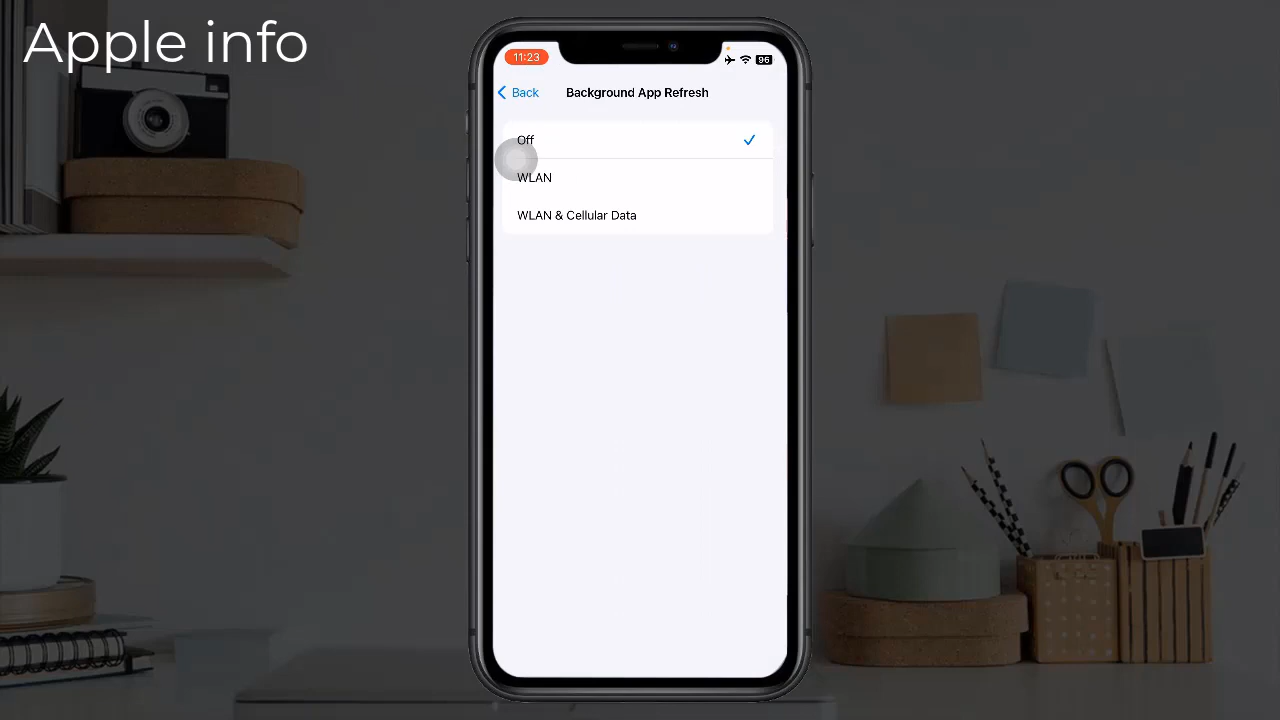 Apple info
11:23
96
Back
Background App Refresh
Off
WLAN
WLAN & Cellular Data